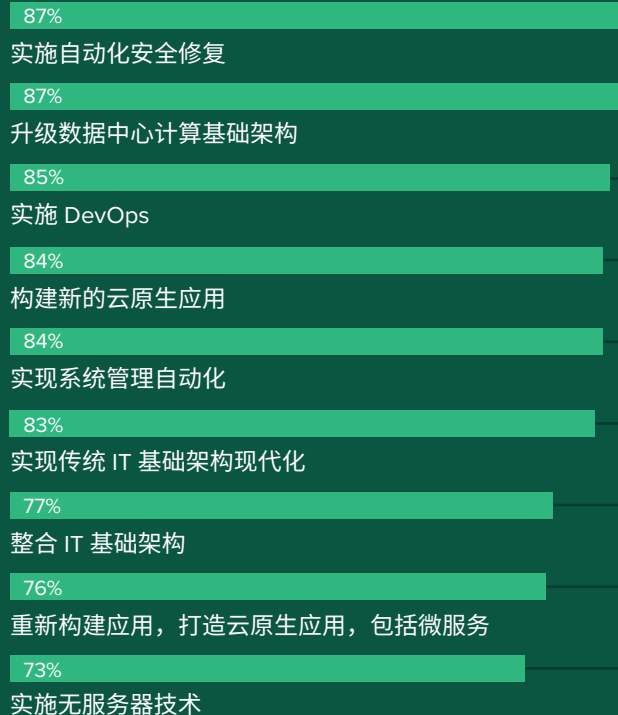 87%
实施自动化安全修复
87%
升级数据中心计算基础架构
85%
实施 DevOps
84%
构建新的云原生应用
84%
实现系统管理自动化
83%
实现传统 IT 基础架构现代化
77%
整合 IT 基础架构
76%
重新构建应用，打造云原生应用，包括微服务
73%
实施无服务器技术